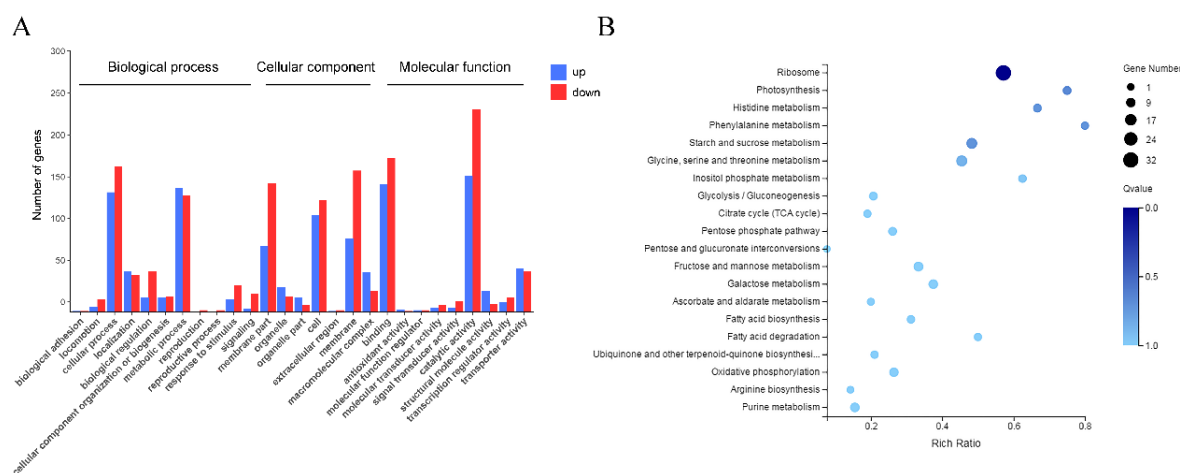 A
B
300
250
200
150
100
50
0
Number of genes
Biological process
Cellular component
Molecular function
up
down
biological adhesion
locomotion
cellular process
localization
biological regulation
cellular component organization or biogenesis
metabolic process
reproduction
reproductive process
response to stimulus
signaling
membrane part
organelle
organelle part
cell
extracellular region
membrane
macromolecular complex
binding
antioxidant activity
molecular function regulator
molecular transducer activity
signal transducer activity
catalytic activity
structural molecule activity
transcription regulator activity
transporter activity
Ribosome
Photosynthesis
Histidine metabolism
Phenylalanine metabolism
Starch and sucrose metabolism
Glycine, serine and threonine metabolism
Inositol phosphate metabolism
Glycolysis / Gluconeogenesis
Citrate cycle (TCA cycle)
Pentose phosphate pathway
Pentose and glucuronate interconversions
Fructose and mannose metabolism
Galactose metabolism
Ascorbate and aldarate metabolism
Fatty acid biosynthesis
Fatty acid degradation
Ubiquinone and other terpenoid-quinone biosynthesi...
Oxidative phosphorylation
Arginine biosynthesis
Purine metabolism
0.2
0.4
0.6
0.8
Rich Ratio
Gene Number
1
9
17
24
32
Qvalue
0.0
0.5
1.0